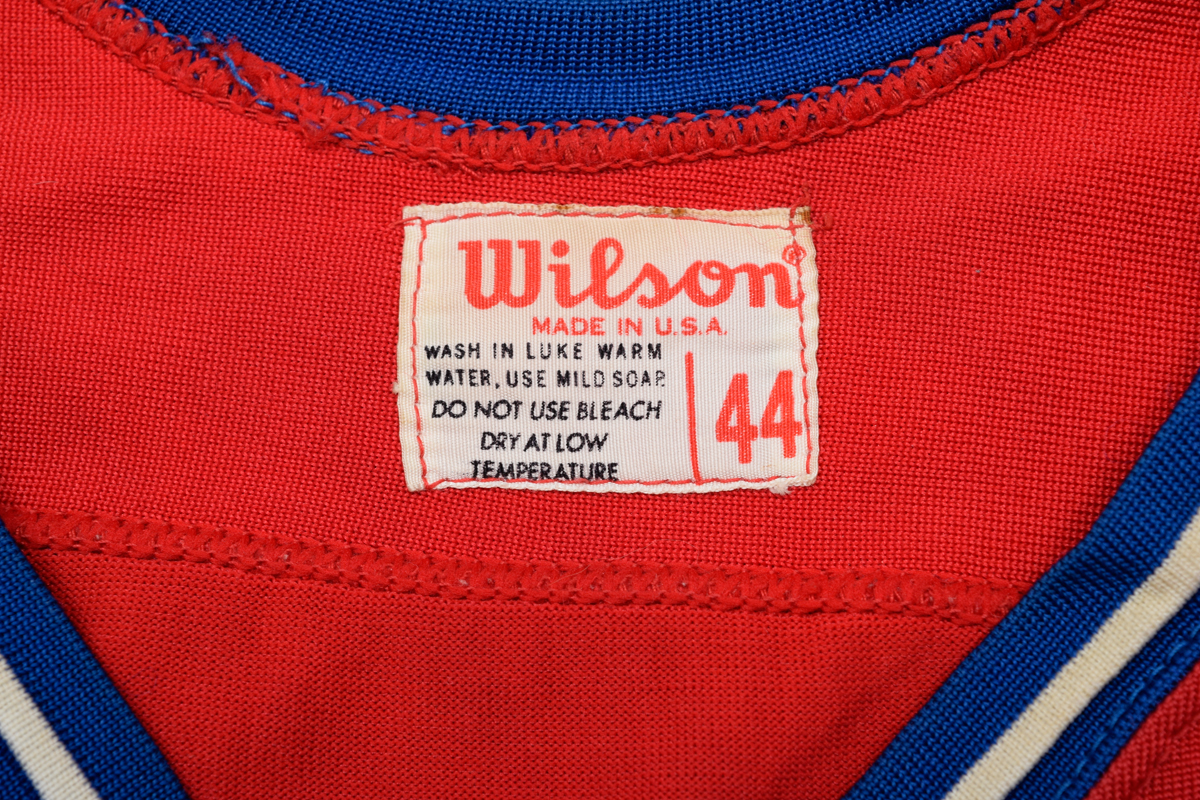 Wilson®
MADE IN U.S.A.
WASH IN LUKE WARM
WATER, USE MILD SOAP.
DO NOT USE BLEACH
DRY AT LOW
TEMPERATURE
44